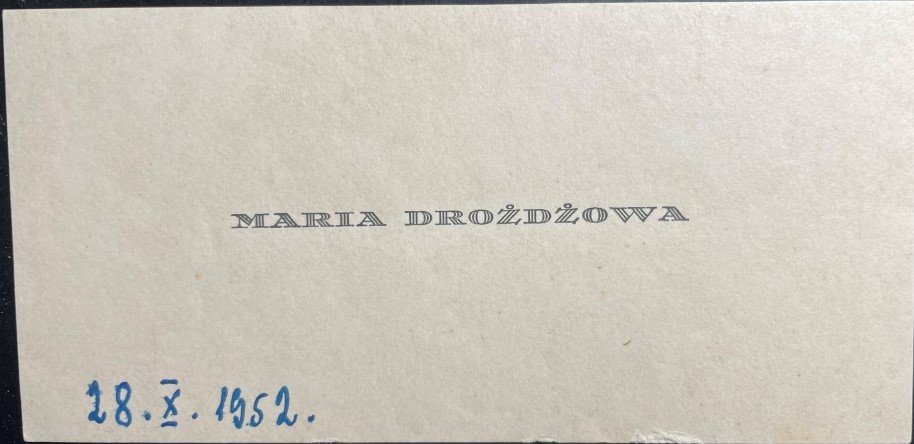 MARIA DROŻDŻOWA
28. X. 1952.